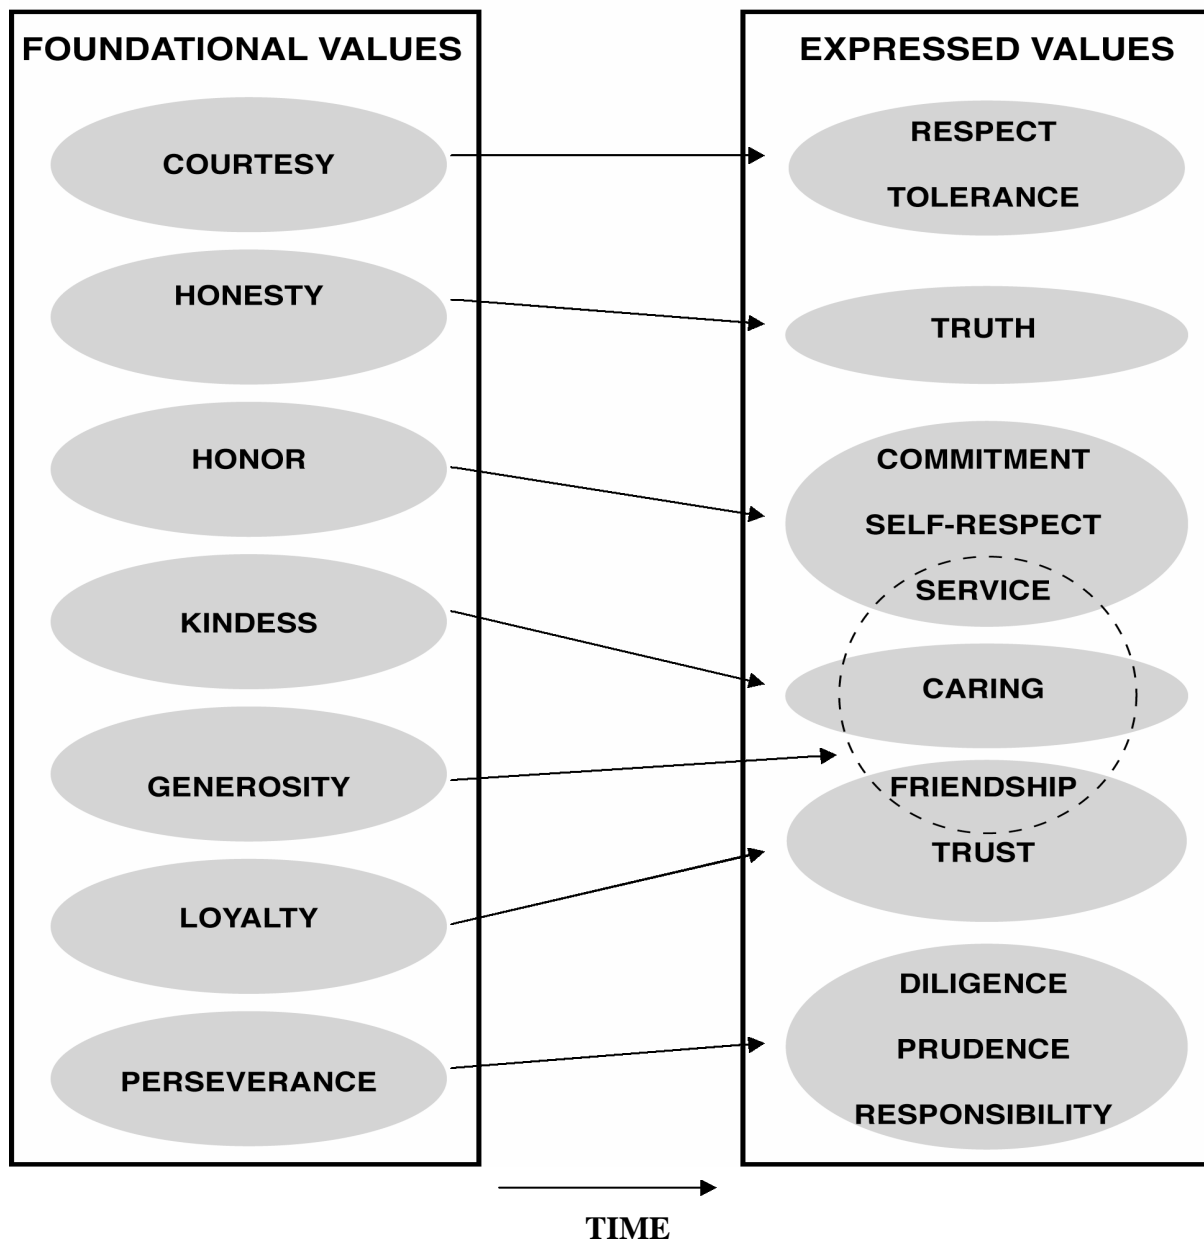 FOUNDATIONAL VALUES
COURTESY
HONESTY
HONOR
KINDESS
GENEROSITY
LOYALTY
PERSEVERANCE
EXPRESSED VALUES
RESPECT
TOLERANCE
TRUTH
COMMITMENT
SELF-RESPECT
SERVICE
CARING
FRIENDSHIP
TRUST
DILIGENCE
PRUDENCE
RESPONSIBILITY
TIME